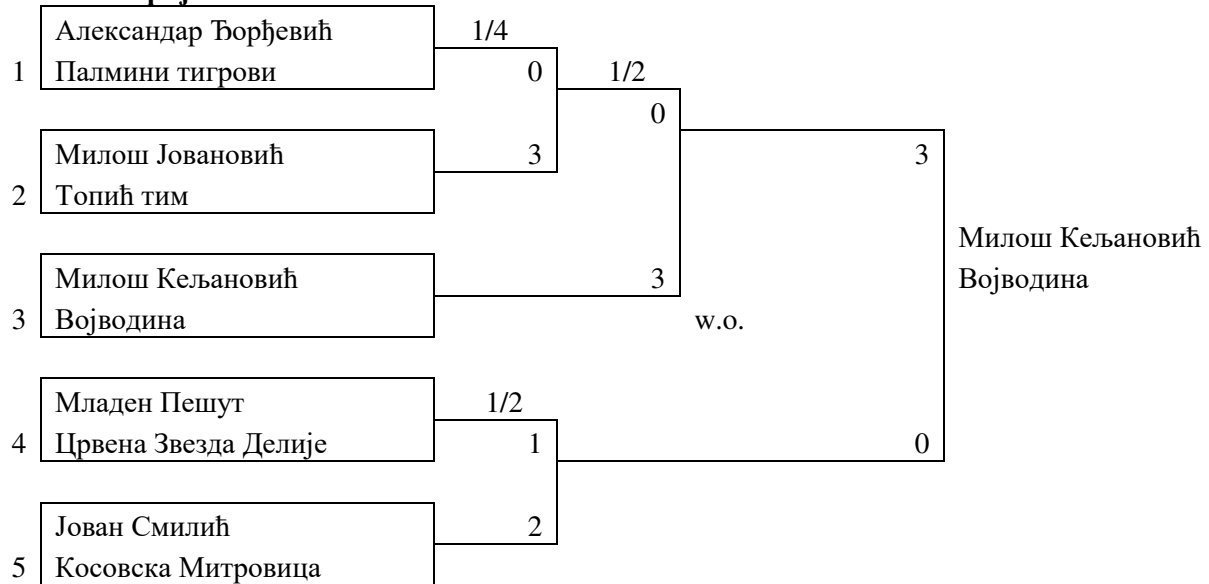 Александар Ђорђевић
1/4
1
Палмини тигрови
0
1/2
0
Милош Јовановић
3
3
2
Топић тим
Милош Кељановић
Милош Кељановић
3
Војводина
3
Војводина
w.o.
Младен Пешут
1/2
4
Црвена Звезда Делије
1
0
Јован Смилић
2
5
Косовска Митровица